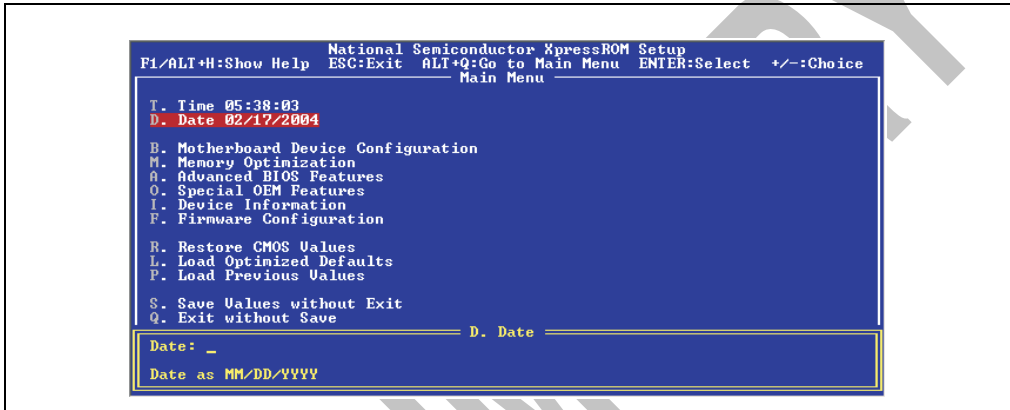 National Semiconductor XpressROM Setup
F1/ALT+H:Show Help ESC:Exit ALT+Q:Go to Main Menu ENTER:Select +/-:Choice
Main Menu
T. Time 05:38:03
D. Date 02/17/2004
B. Motherboard Device Configuration
M. Memory Optimization
A. Advanced BIOS Features
O. Special OEM Features
I. Device Information
F. Firmware Configuration
R. Restore CMOS Values
L. Load Optimized Defaults
P. Load Previous Values
S. Save Values without Exit
Q. Exit without Save
D. Date
Date: _
Date as MM/DD/YYYY